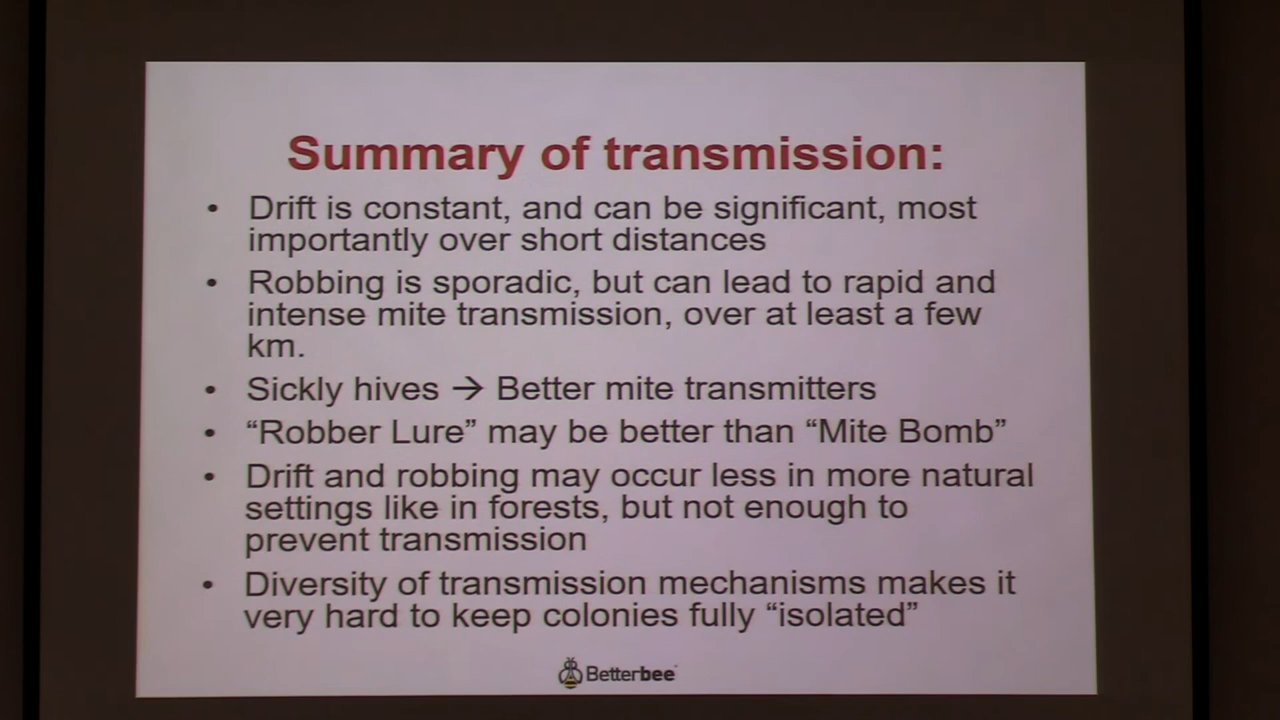 Summary of transmission:
• Drift is constant, and can be significant, most
importantly over short distances
• Robbing is sporadic, but can lead to rapid and
intense mite transmission, over at least a few
km.
• Sickly hives → Better mite transmitters
• “Robber Lure” may be better than “Mite Bomb”
• Drift and robbing may occur less in more natural
settings like in forests, but not enough to
prevent transmission
• Diversity of transmission mechanisms makes it
very hard to keep colonies fully “isolated”
Betterbee